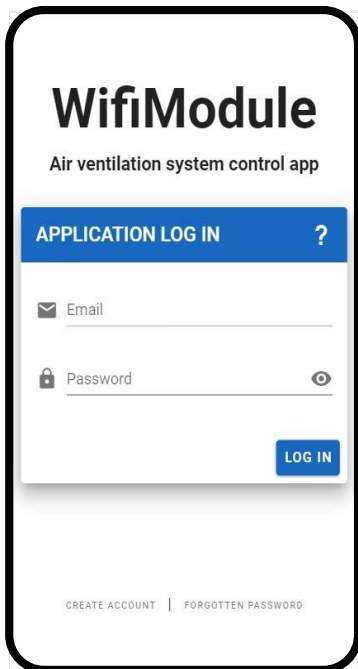 WifiModule
Air ventilation system control app
APPLICATION LOG IN ?
Email
Password
LOG IN
CREATE ACCOUNT | FORGOTTEN PASSWORD